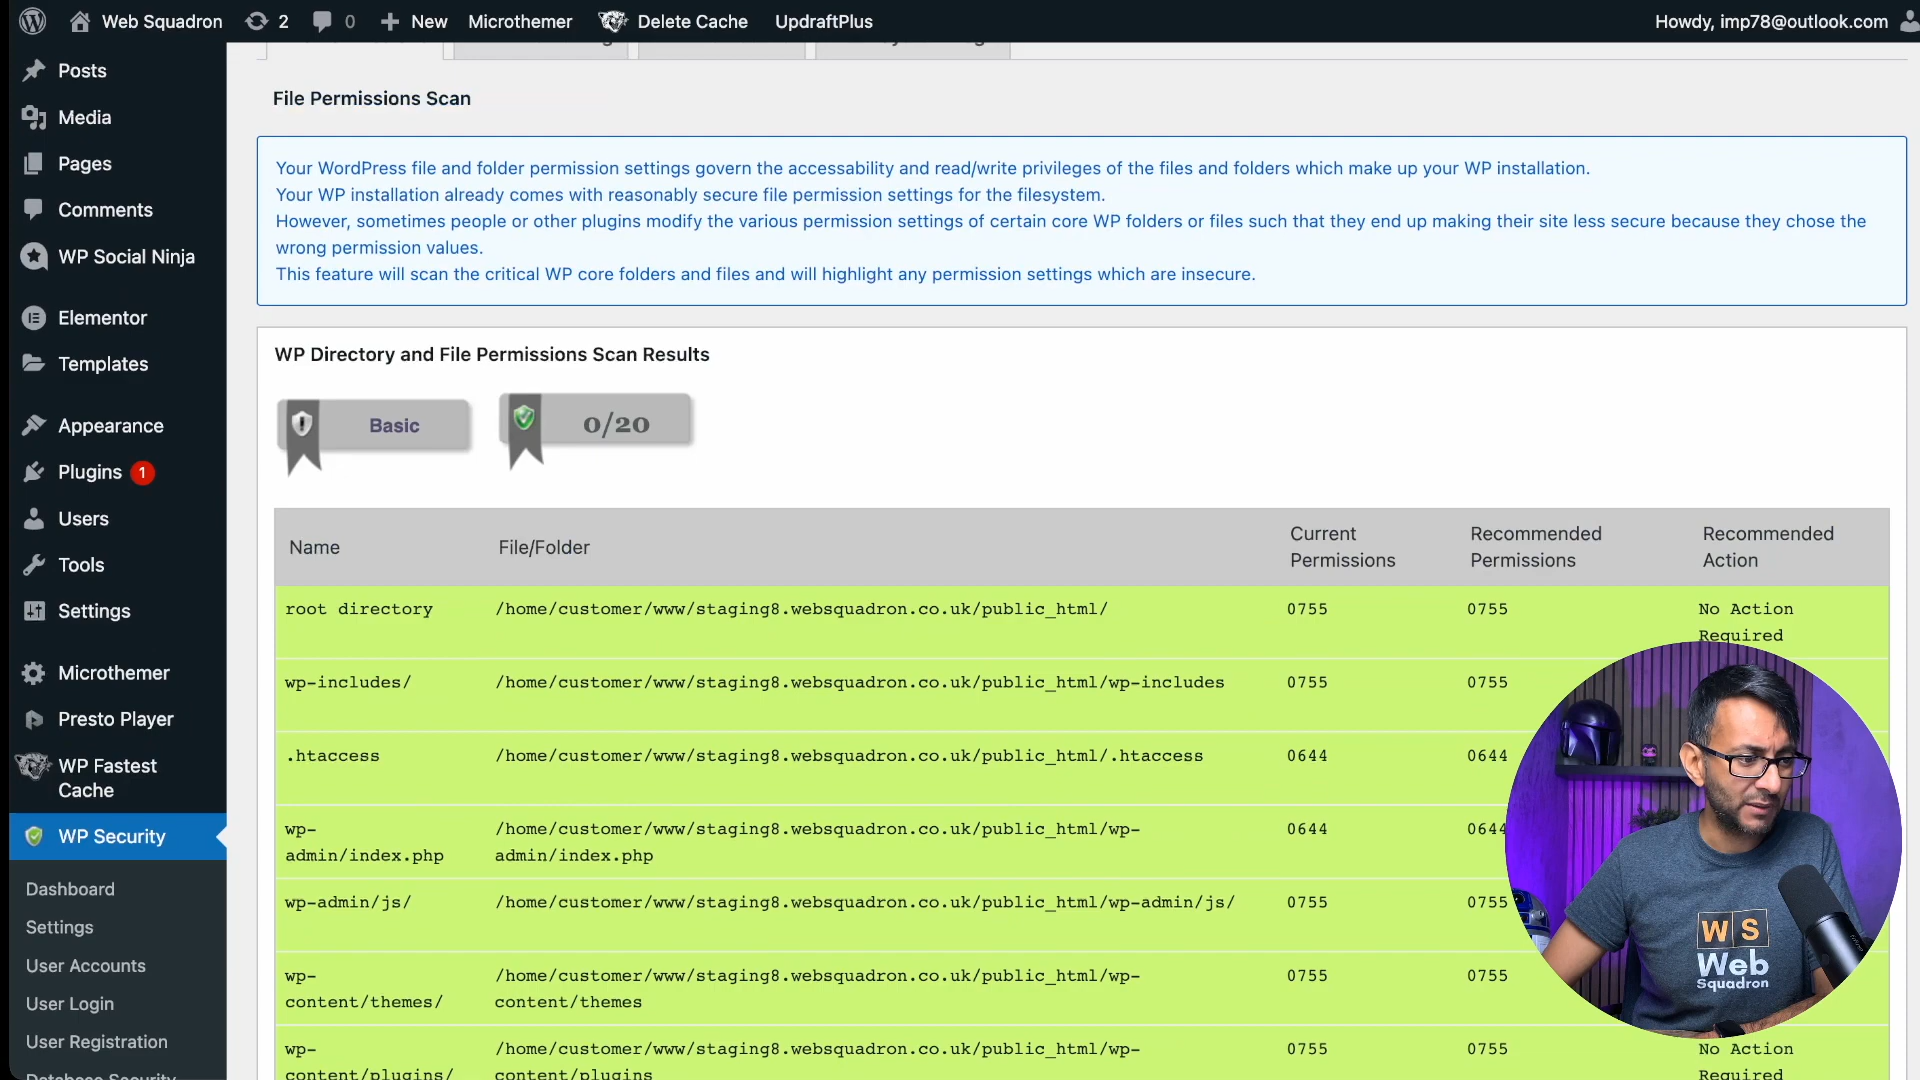 Web Squadron 2 0 New Microthemer Delete Cache UpdraftPlus Howdy, imp78@outlook.com
Posts
Media
Pages
Comments
WP Social Ninja
Elementor
Templates
Appearance
Plugins 1
Users
Tools
Settings
Microthemer
Presto Player
WP Fastest
Cache
WP Security
Dashboard
Settings
User Accounts
User Login
User Registration
Database Security
File Permissions Scan
Your WordPress file and folder permission settings govern the accessability and read/write privileges of the files and folders which make up your WP installation.
Your WP installation already comes with reasonably secure file permission settings for the filesystem.
However, sometimes people or other plugins modify the various permission settings of certain core WP folders or files such that they end up making their site less secure because they chose the
wrong permission values.
This feature will scan the critical WP core folders and files and will highlight any permission settings which are insecure.
WP Directory and File Permissions Scan Results
Basic 0/20
Name File/Folder Current Permissions Recommended Permissions Recommended Action
root directory /home/customer/www/staging8.websquadron.co.uk/public_html/ 0755 0755 No Action
Required
wp-includes/ /home/customer/www/staging8.websquadron.co.uk/public_html/wp-includes 0755 0755
.htaccess /home/customer/www/staging8.websquadron.co.uk/public_html/.htaccess 0644 0644
wp- /home/customer/www/staging8.websquadron.co.uk/public_html/wp- 0644 0644
admin/index.php admin/index.php
wp-admin/js/ /home/customer/www/staging8.websquadron.co.uk/public_html/wp-admin/js/ 0755 0755
wp- /home/customer/www/staging8.websquadron.co.uk/public_html/wp- 0755 0755
content/themes/ content/themes
wp- /home/customer/www/staging8.websquadron.co.uk/public_html/wp- 0755 0755 No Action
content/plugins/ content/plugins Required
WS
Web
Squadron